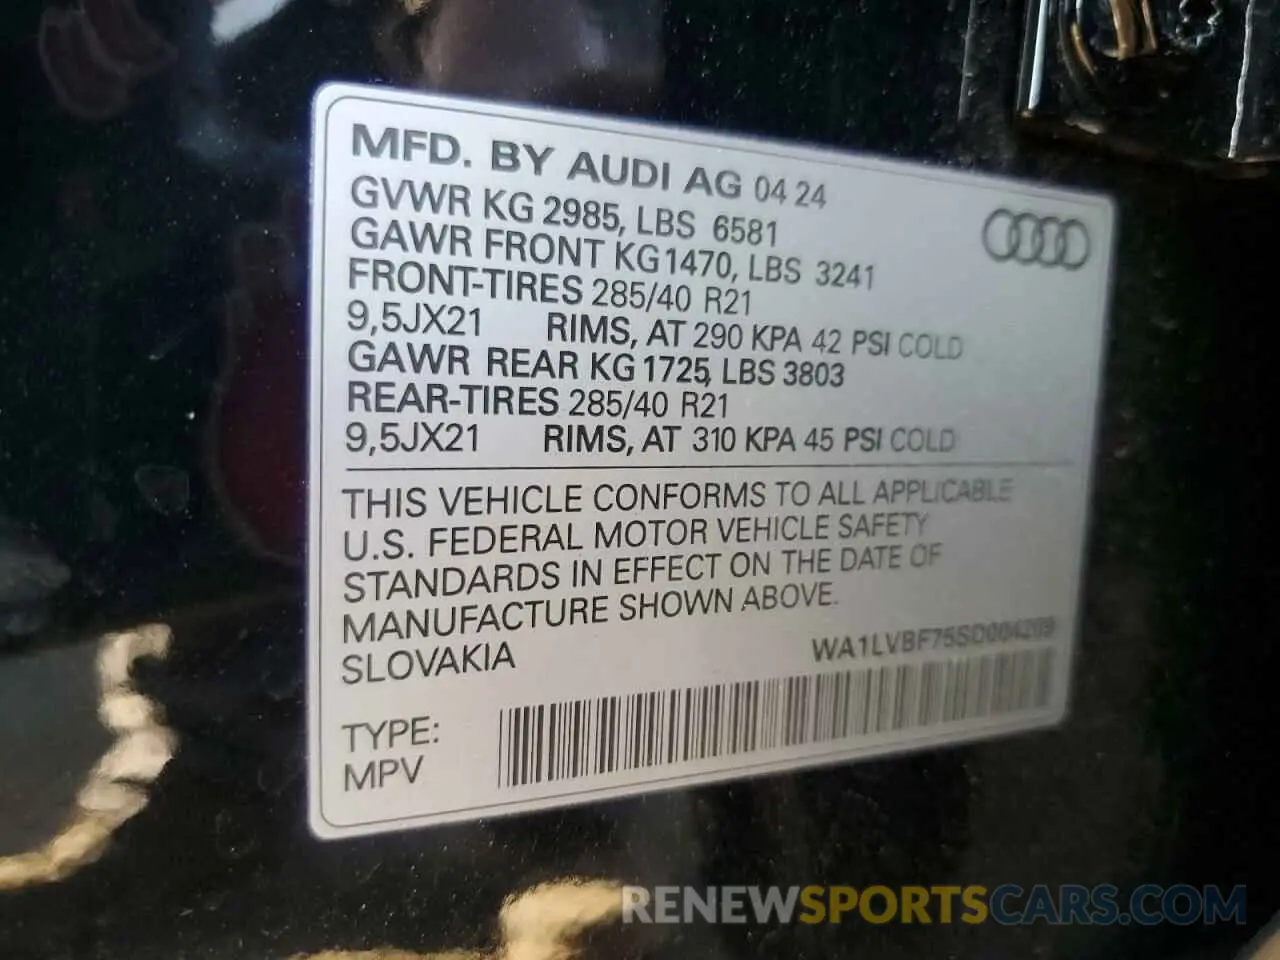 MFD. BY AUDI AG 04 24
GVWR KG 2985, LBS 6581
GAWR FRONT KG 1470, LBS 3241
FRONT-TIRES 285/40 R21
9,5JX21 RIMS, AT 290 KPA 42 PSI COLD
GAWR REAR KG 1725, LBS 3803
REAR-TIRES 285/40 R21
9,5JX21 RIMS, AT 310 KPA 45 PSI COLD
THIS VEHICLE CONFORMS TO ALL APPLICABLE
U.S. FEDERAL MOTOR VEHICLE SAFETY
STANDARDS IN EFFECT ON THE DATE OF
MANUFACTURE SHOWN ABOVE.
SLOVAKIA
TYPE:
MPV
RENEWSPORTSCARS.COM